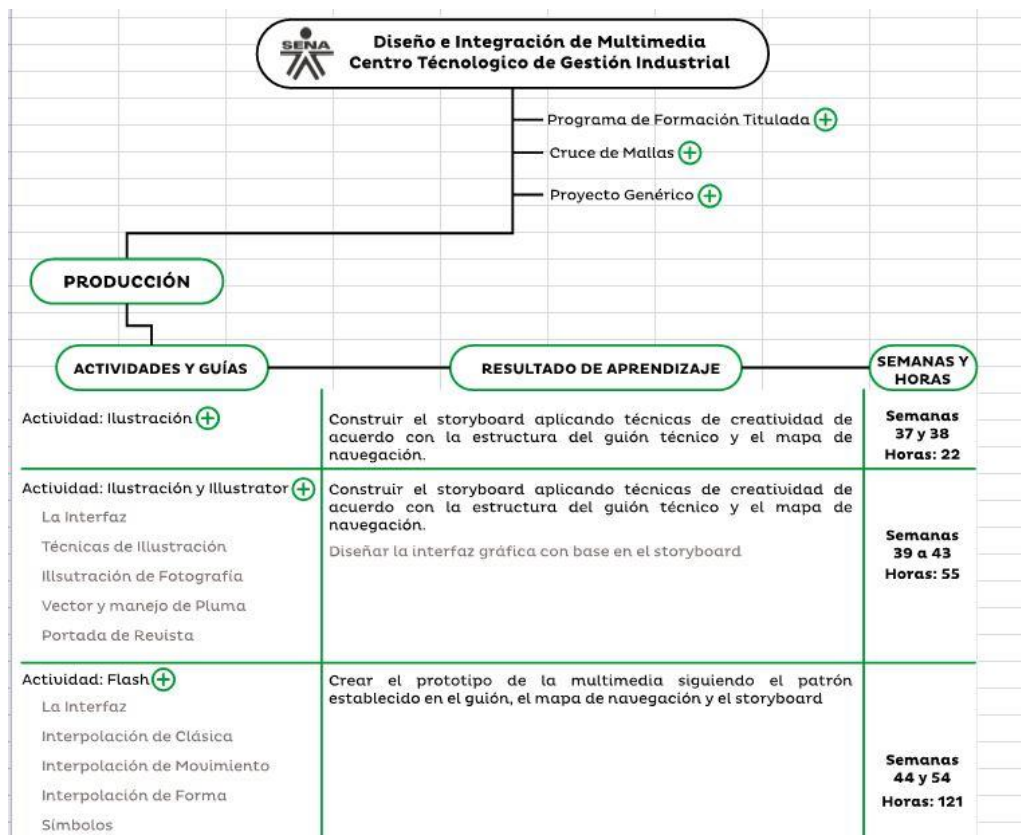 SENA
Diseño e Integración de Multimedia
Centro Técnologico de Gestión Industrial
Programa de Formación Titulada
Cruce de Mallas
Proyecto Genérico
PRODUCCIÓN
ACTIVIDADES Y GUÍAS
RESULTADO DE APRENDIZAJE
SEMANAS Y
HORAS
Actividad: Ilustración
Construir el storyboard aplicando técnicas de creatividad de
acuerdo con la estructura del guión técnico y el mapa de
navegación.
Semanas
37 y 38
Horas: 22
Actividad: Ilustración y Illustrator
La Interfaz
Técnicas de Illustración
Illsutración de Fotografía
Vector y manejo de Pluma
Portada de Revista
Construir el storyboard aplicando técnicas de creatividad de
acuerdo con la estructura del guión técnico y el mapa de
navegación.
Diseñar la interfaz gráfica con base en el storyboard
Semanas
39 a 43
Horas: 55
Actividad: Flash
La Interfaz
Interpolación de Clásica
Interpolación de Movimiento
Interpolación de Forma
Símbolos
Crear el prototipo de la multimedia siguiendo el patrón
establecido en el guión, el mapa de navegación y el storyboard
Semanas
44 y 54
Horas: 121